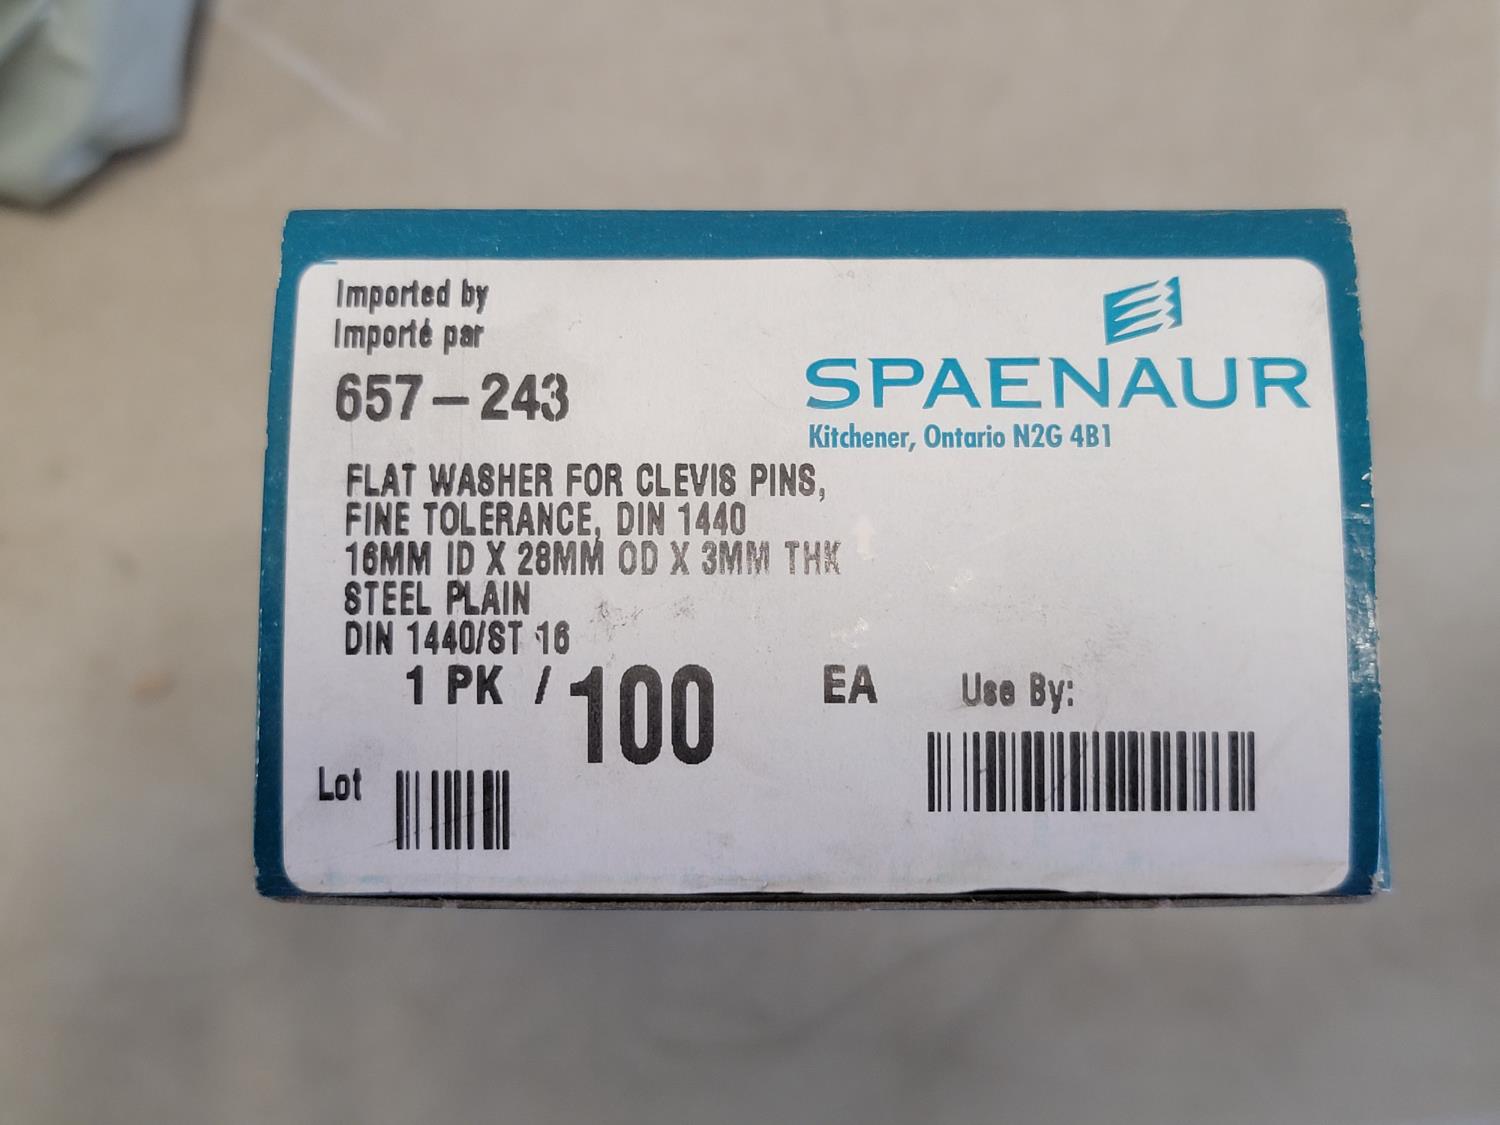 Imported by
Importé par
657-243
SPAENAUR
Kitchener, Ontario N2G 4B1
FLAT WASHER FOR CLEVIS PINS,
FINE TOLERANCE, DIN 1440
16MM ID X 28MM OD X 3MM THK
STEEL PLAIN
DIN 1440/ST 16
1 PK / 100 EA
Use By:
Lot